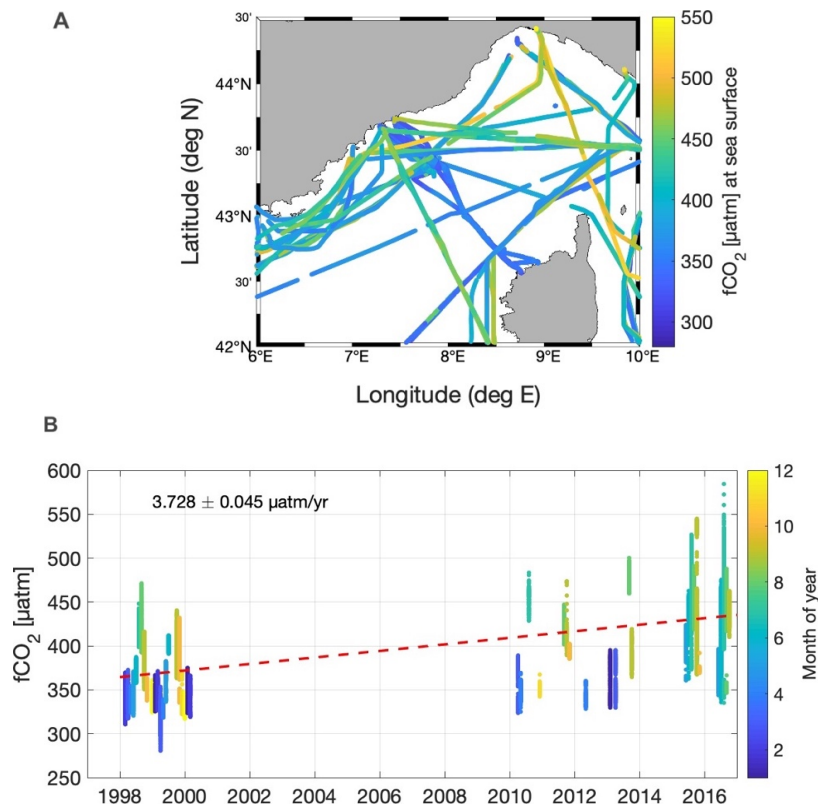 A
30'
44°N
30'
43°N
30'
42°N
6°E
7°E
8°E
9°E
10°E
Latitude (deg N)
Longitude (deg E)
550
500
450
400
350
300
fCO₂ [µatm] at sea surface
B
600
550
500
450
400
350
300
250
fCO₂ [µatm]
3.728 ± 0.045 µatm/yr
1998
2000
2002
2004
2006
2008
2010
2012
2014
2016
12
10
8
6
4
2
Month of year